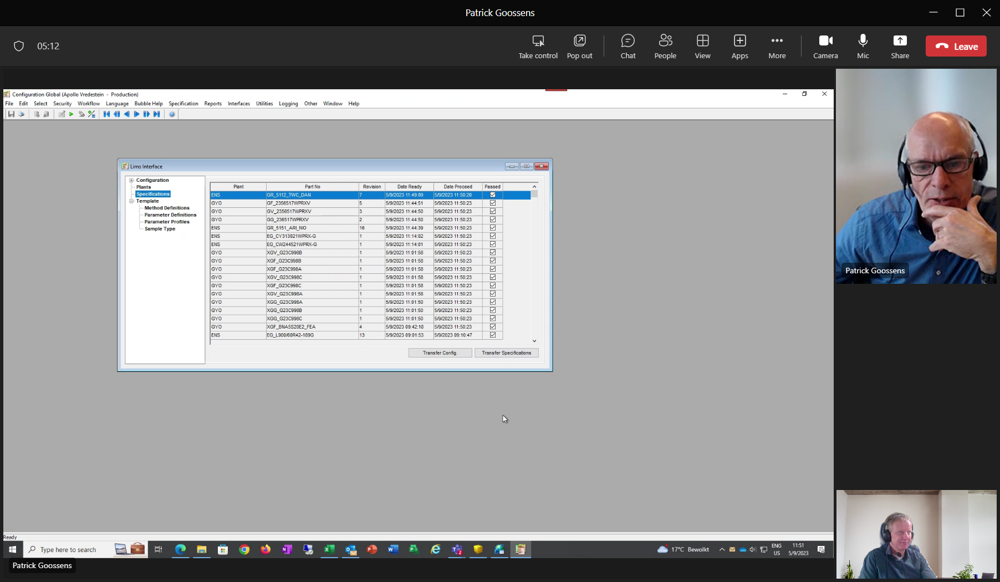 Patrick Goossens
05:12
Take control Pop out Chat People View Apps More Camera Mic Share Leave
Configuration Global (Apollo Vredestein - Production)
File Edit Select Security Workflow Language Bubble Help Specification Reports Interfaces Utilities Logging Other Window Help
Lims Interface
Configuration
Plants
Specifications
Template
Method Definitions
Parameter Definitions
Parameter Profiles
Sample Type
Plant Part No Revision Date Ready Date Proceed Passed
ENS GR_5112_TWC_DAN 7 5/9/2023 11:49:09 5/9/2023 11:50:20
GYO GF_2356517WPRXV 5 5/9/2023 11:44:51 5/9/2023 11:50:23
GYO GV_2356517WPRXV 3 5/9/2023 11:44:50 5/9/2023 11:50:23
GYO GG_236517WPRXV 2 5/9/2023 11:44:50 5/9/2023 11:50:23
ENS GR_5151_ARI_NIO 16 5/9/2023 11:44:39 5/9/2023 11:50:23
ENS EG_CY313021WPRX-G 1 5/9/2023 11:14:02 5/9/2023 11:50:23
ENS EG_CW244521WPRX-G 1 5/9/2023 11:14:01 5/9/2023 11:50:23
GYO XGV_G23C998B 1 5/9/2023 11:01:58 5/9/2023 11:50:23
GYO XGF_G23C998B 1 5/9/2023 11:01:58 5/9/2023 11:50:23
GYO XGF_G23C998A 1 5/9/2023 11:01:58 5/9/2023 11:50:23
GYO XGV_G23C998C 1 5/9/2023 11:01:58 5/9/2023 11:50:23
GYO XGF_G23C998C 1 5/9/2023 11:01:58 5/9/2023 11:50:23
GYO XGV_G23C998A 1 5/9/2023 11:01:58 5/9/2023 11:50:23
GYO XGG_G23C998A 1 5/9/2023 11:01:50 5/9/2023 11:50:23
GYO XGG_G23C998B 1 5/9/2023 11:01:50 5/9/2023 11:50:23
GYO XGG_G23C998C 1 5/9/2023 11:01:50 5/9/2023 11:50:23
GYO XGF_BNA5S20E2_FEA 4 5/9/2023 09:42:18 5/9/2023 11:50:23
ENS EG_L900/60R42-189G 13 5/9/2023 09:01:53 5/9/2023 09:10:47
Transfer Config. Transfer Specifications
Patrick Goossens
Ready
Type here to search
17°C Bewolkt
ENG
US
11:51
5/9/2023
Patrick Goossens